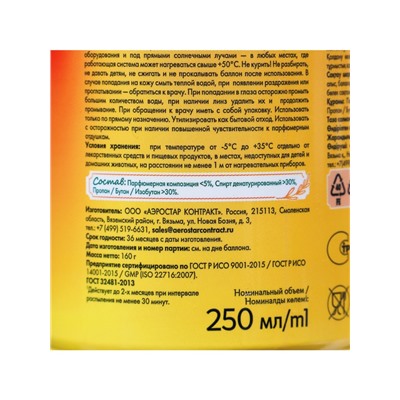 оборудования и под прямыми солнечными лучами — в любых местах, где
работающая система может нагреваться свыше +50°С. Не курить! Не разбирать,
не давать детям, не сжигать и не прокалывать баллон после использования. В
случае попадания на кожу смыть теплой водой, при появлении раздражения или
проглатывании — обратиться к врачу. При попадании в глаза осторожно промыть
большим количеством воды, при наличии линз удалить их и продолжить
промывание. При раздражении немедленно обратиться к врачу. Использовать
только по прямому назначению. Утилизировать как бытовой отход. Использовать
с осторожностью при наличии повышенной чувствительности к парфюмерным
отдушкам.
Условия хранения: при температуре от -5°С до +35°С отдельно от
лекарственных средств и пищевых продуктов, в местах, недоступных для детей и
домашних животных, на расстоянии не менее 1 м от нагревательных приборов.
Состав: Парфюмерная композиция <5%, Спирт денатурированный >30%,
Пропан / Бутан / Изобутан >30%.
Изготовитель: ООО «АЭРОСТАР КОНТРАКТ». Россия, 215113, Смоленская
область, Вяземский район, г. Вязьма, ул. Новая Бозня, д. 3,
тел.: +7 (499) 519-6631, sales@aerostarcontract.ru
Срок годности: 36 месяцев с даты изготовления.
Дата изготовления и номер партии: см. на дне баллона.
Масса нетто: 160 г
Предприятие сертифицировано по ГОСТ Р ИСО 9001-2015 / ГОСТ Р ИСО
14001-2015 / GMP (ISO 22716:2007).
ГОСТ 32481-2013
*Действует до 2-х месяцев при интервале
распыления не менее 30 минут.
Номинальный объем /
Номиналды көлемі:
250 мл/ml